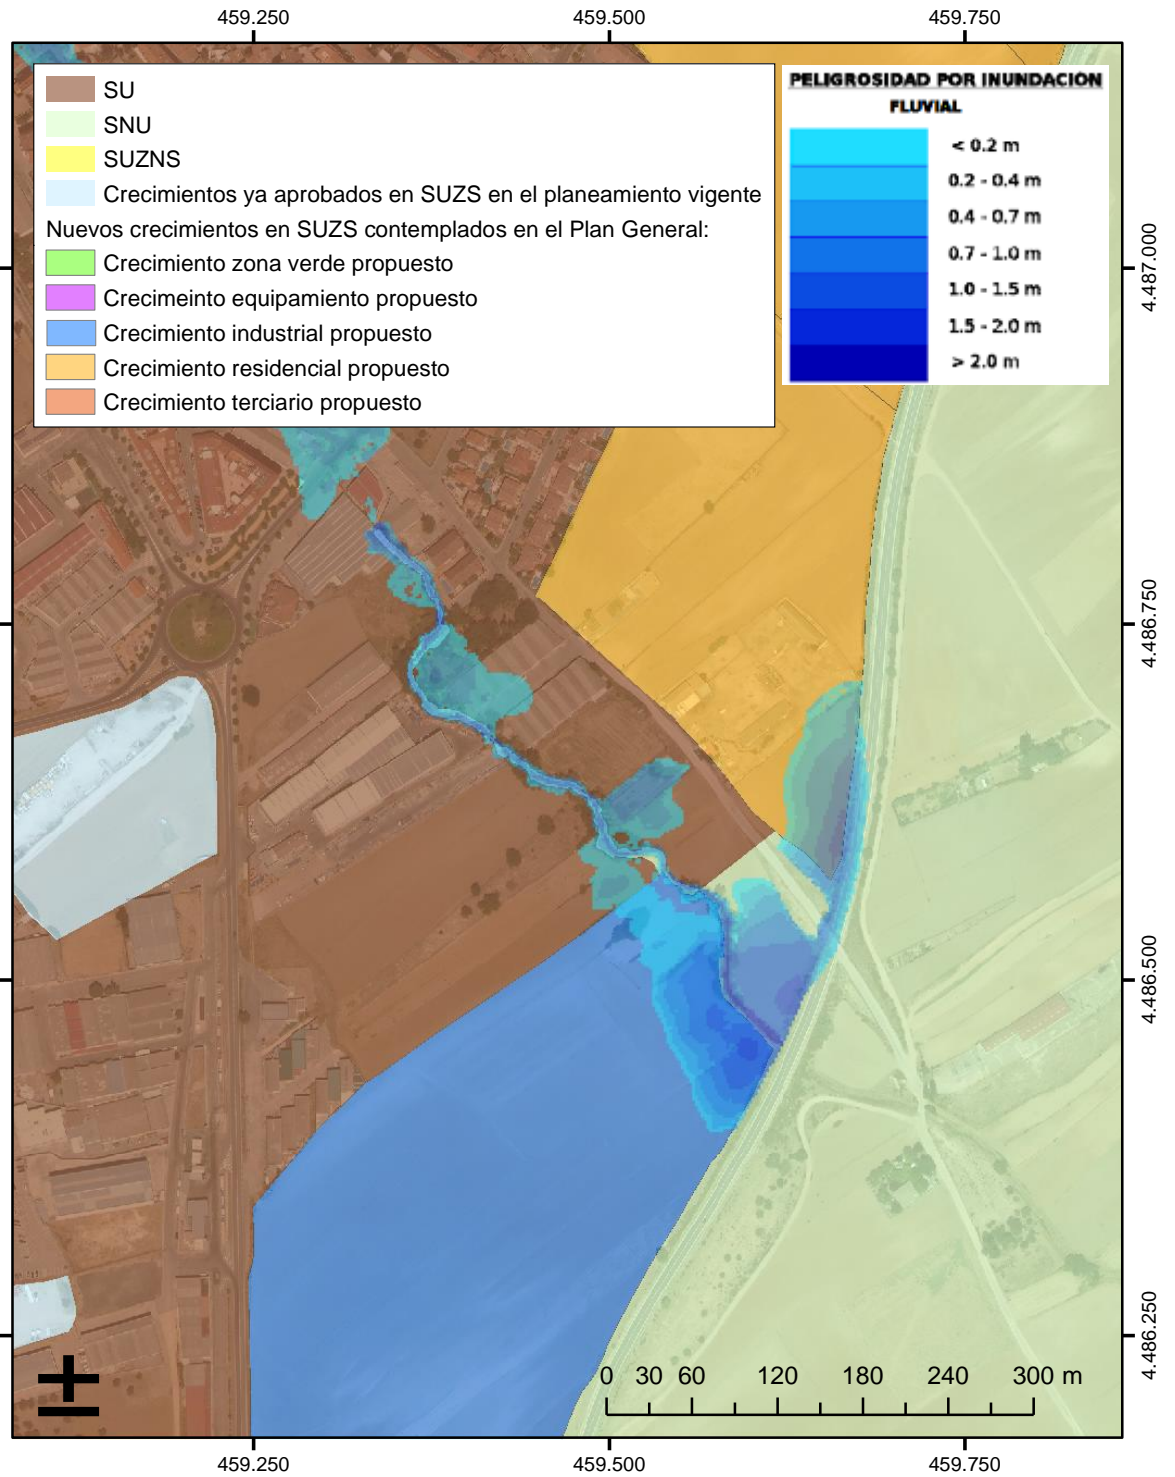 459.250 459.500 459.750
SU
SNU
SUZNS
Crecimientos ya aprobados en SUZS en el planeamiento vigente
Nuevos crecimientos en SUZS contemplados en el Plan General:
Crecimiento zona verde propuesto
Crecimeinto equipamiento propuesto
Crecimiento industrial propuesto
Crecimiento residencial propuesto
Crecimiento terciario propuesto
PELIGROSIDAD POR INUNDACIÓN
FLUVIAL
< 0.2 m
0.2 - 0.4 m
0.4 - 0.7 m
0.7 - 1.0 m
1.0 - 1.5 m
1.5 - 2.0 m
> 2.0 m
4.487.000
4.486.750
4.486.500
4.486.250
0 30 60 120 180 240 300 m
459.250 459.500 459.750